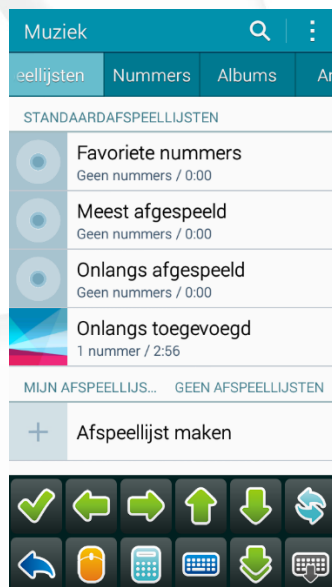 Muziek
eellijsten Nummers Albums Ar
STANDAARDAFSPEELLIJSTEN
Favoriete nummers
Geen nummers / 0:00
Meest afgespeeld
Geen nummers / 0:00
Onlangs afgespeeld
Geen nummers / 0:00
Onlangs toegevoegd
1 nummer / 2:56
MIJN AFSPEELLIJS... GEEN AFSPEELLIJSTEN
Afspeellijst maken